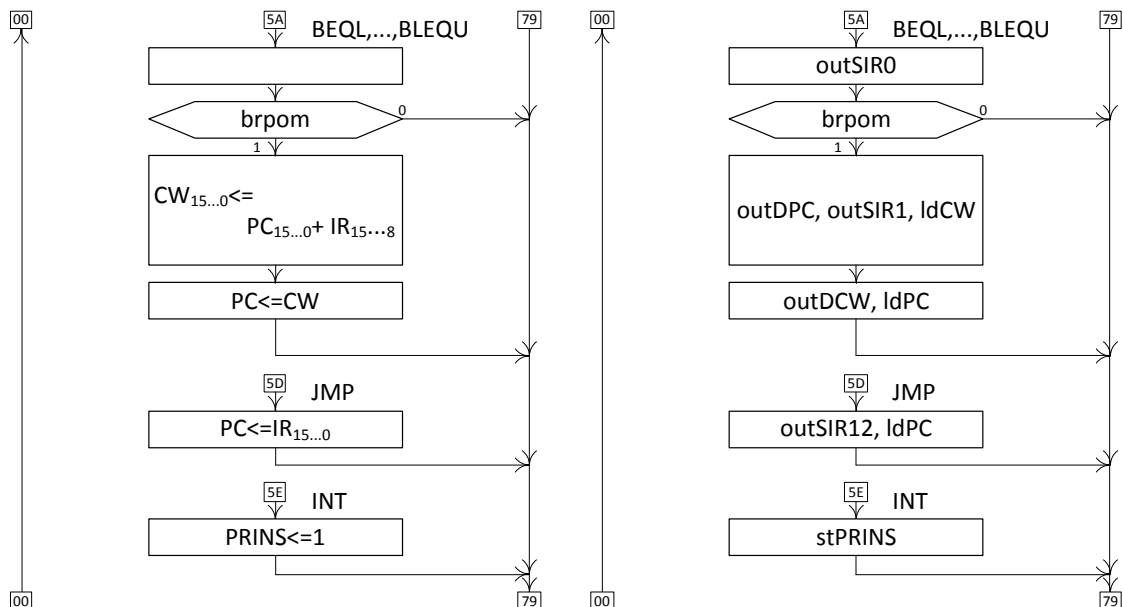 00
5A
BEQL,...,BLEQU
79
brpom
0
1
CW15...0<=
PC15...0+ IR15...8
PC<=CW
5D
JMP
PC<=IR15...0
5E
INT
PRINS<=1
00
79
00
5A
BEQL,...,BLEQU
79
outSIR0
brpom
0
1
outDPC, outSIR1, ldCW
outDCW, ldPC
5D
JMP
outSIR12, ldPC
5E
INT
stPRINS
00
79